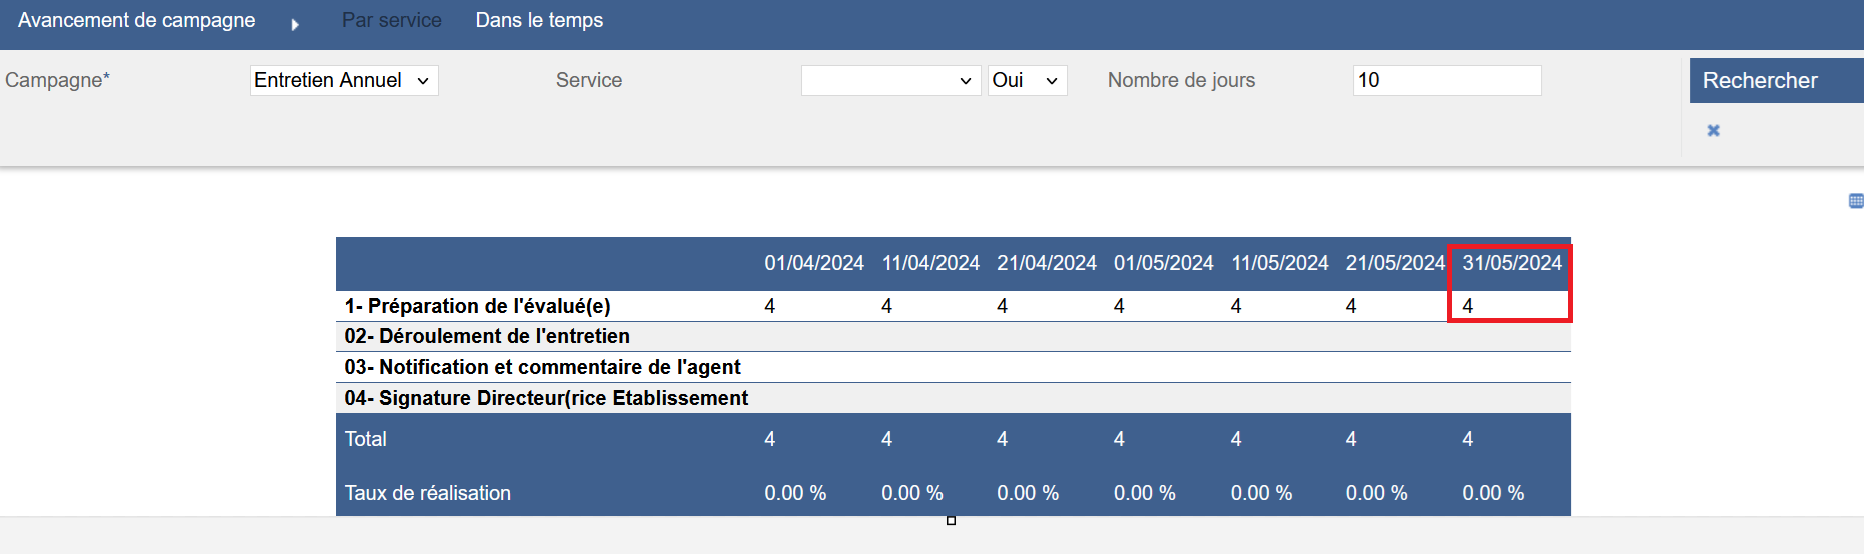 Avancement de campagne Par service Dans le temps
Campagne* Entretien Annuel Service Oui Nombre de jours 10 Rechercher
01/04/2024 11/04/2024 21/04/2024 01/05/2024 11/05/2024 21/05/2024 31/05/2024
1- Préparation de l'évalué(e) 4 4 4 4 4 4 4
02- Déroulement de l'entretien
03- Notification et commentaire de l'agent
04- Signature Directeur(rice Etablissement
Total 4 4 4 4 4 4 4
Taux de réalisation 0.00 % 0.00 % 0.00 % 0.00 % 0.00 % 0.00 % 0.00 %